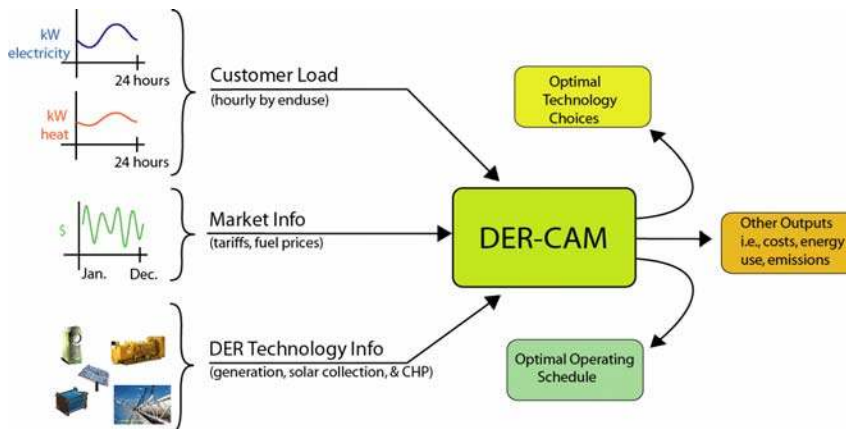 kW
electricity
24 hours
kW
heat
24 hours
Customer Load
(hourly by enduse)
$
Jan. Dec.
Market Info
(tariffs, fuel prices)
DER Technology Info
(generation, solar collection, & CHP)
DER-CAM
Optimal
Technology
Choices
Other Outputs
i.e., costs, energy
use, emissions
Optimal Operating
Schedule